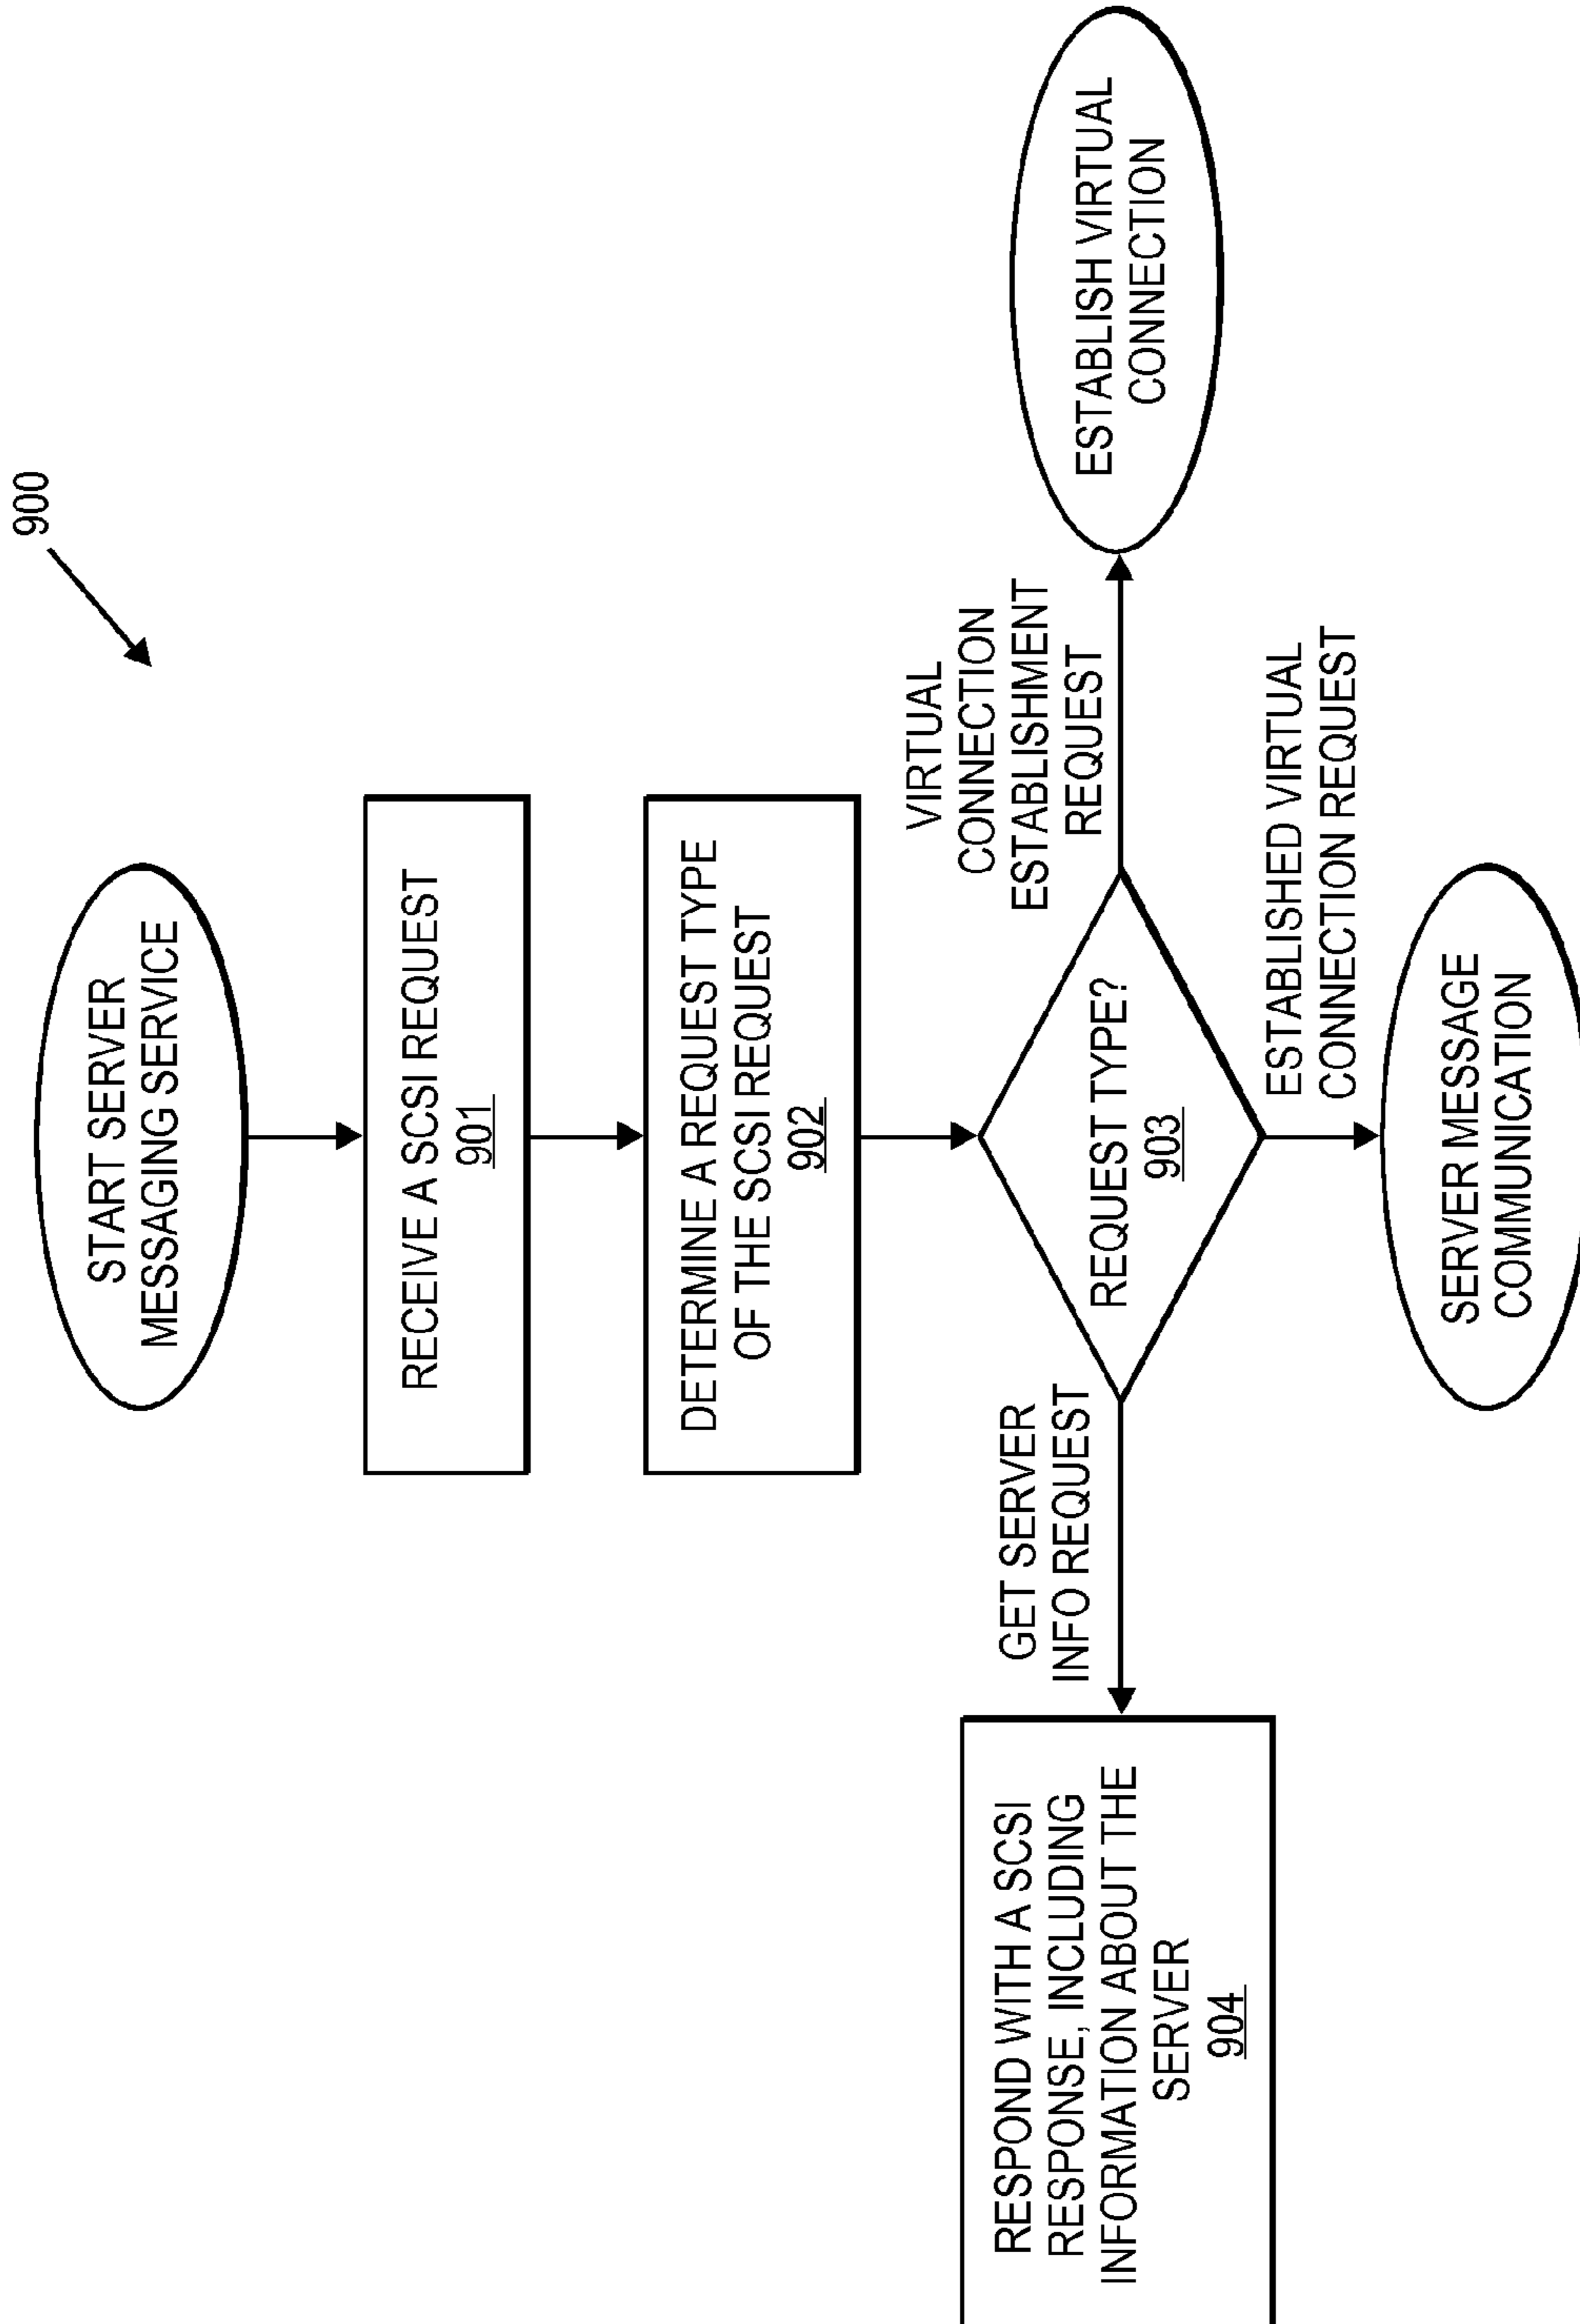 900
START SERVER
MESSAGING SERVICE
RECEIVE A SCSI REQUEST
901
DETERMINE A REQUEST TYPE
OF THE SCSI REQUEST
902
REQUEST TYPE?
903
GET SERVER
INFO REQUEST
RESPOND WITH A SCSI
RESPONSE, INCLUDING
INFORMATION ABOUT THE
SERVER
904
VIRTUAL
CONNECTION
ESTABLISHMENT
REQUEST
ESTABLISH VIRTUAL
CONNECTION
ESTABLISHED VIRTUAL
CONNECTION REQUEST
SERVER MESSAGE
COMMUNICATION